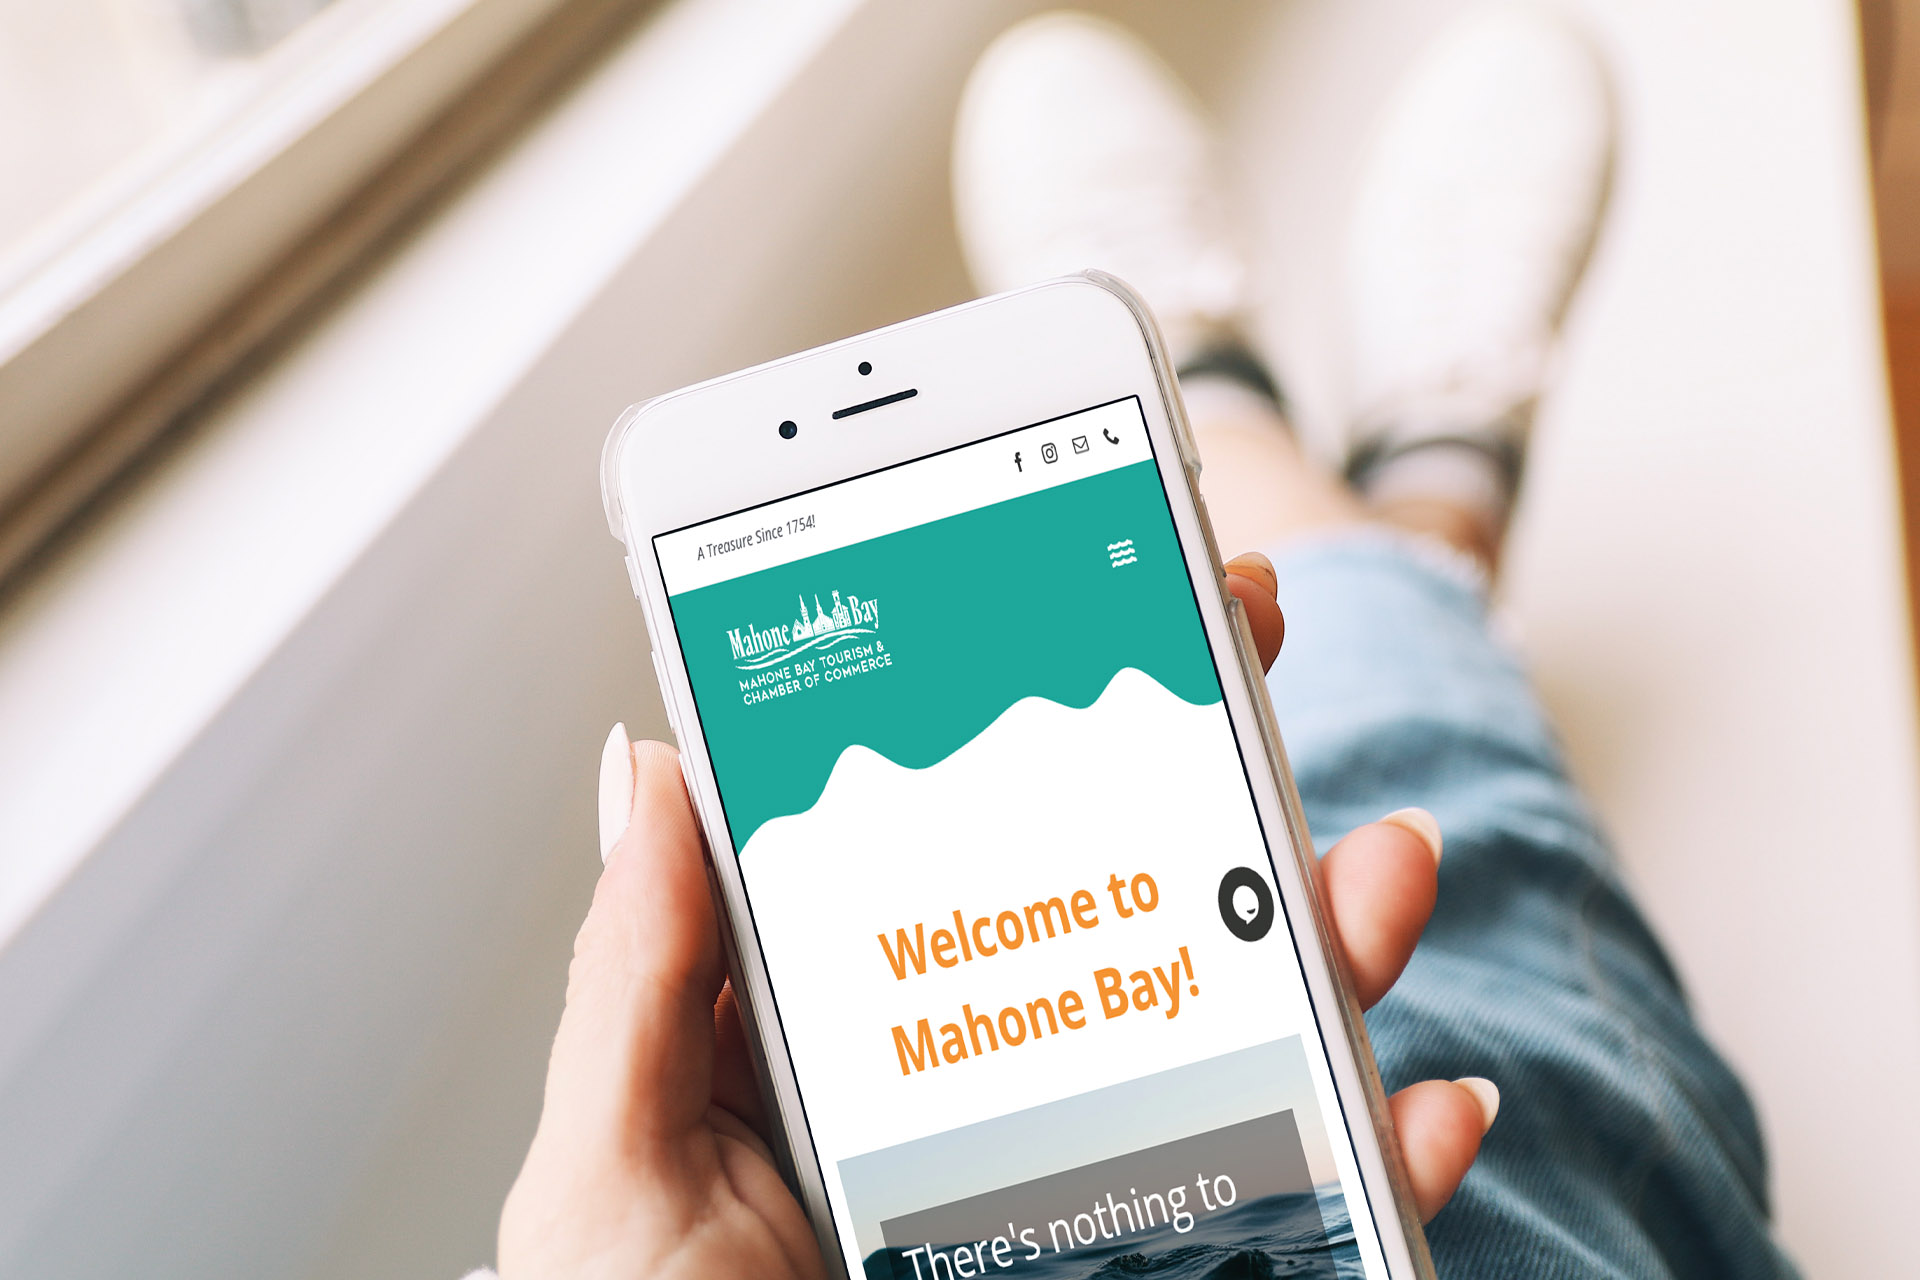 A Treasure Since 1754!
Mahone Bay
MAHONE BAY TOURISM &
CHAMBER OF COMMERCE
Welcome to
Mahone Bay!
There's nothing to